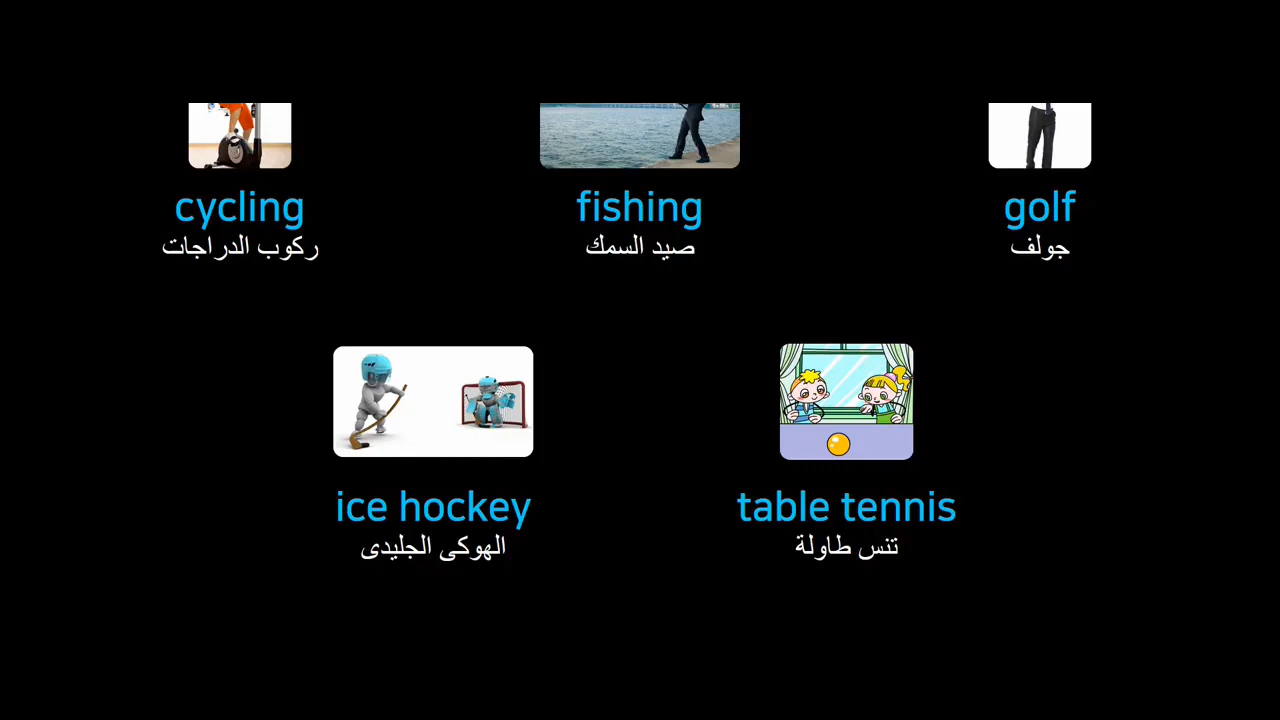 cycling
ركوب الدراجات
fishing
صيد السمك
golf
جولف
ice hockey
الهوكى الجليدى
table tennis
تنس طاولة